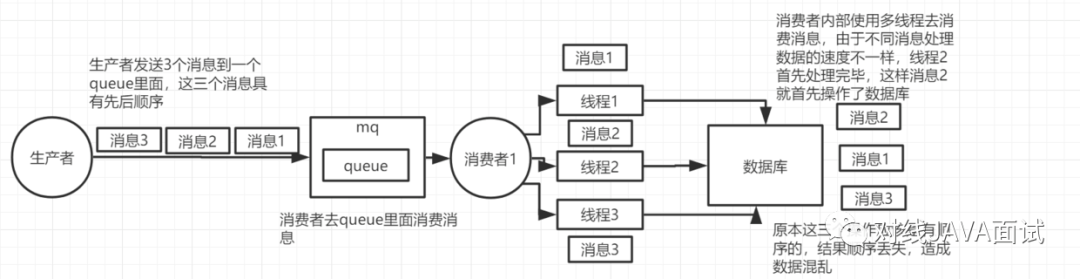 生产者发送3个消息到一个
queue里面，这三个消息具
有先后顺序
生产者
消息3
消息2
消息1
mq
queue
消费者去queue里面消费消
息
消费者1
消息1
线程1
消息2
线程2
线程3
消息3
数据库
消费者内部使用多线程去消
费消息，由于不同消息处理
数据的速度不一样，线程2
首先处理完毕，这样消息2
就首先操作了数据库
消息2
消息1
消息3
原本这三
序的，结果顺序丢失，造成
数据混乱
对线JAVA面试